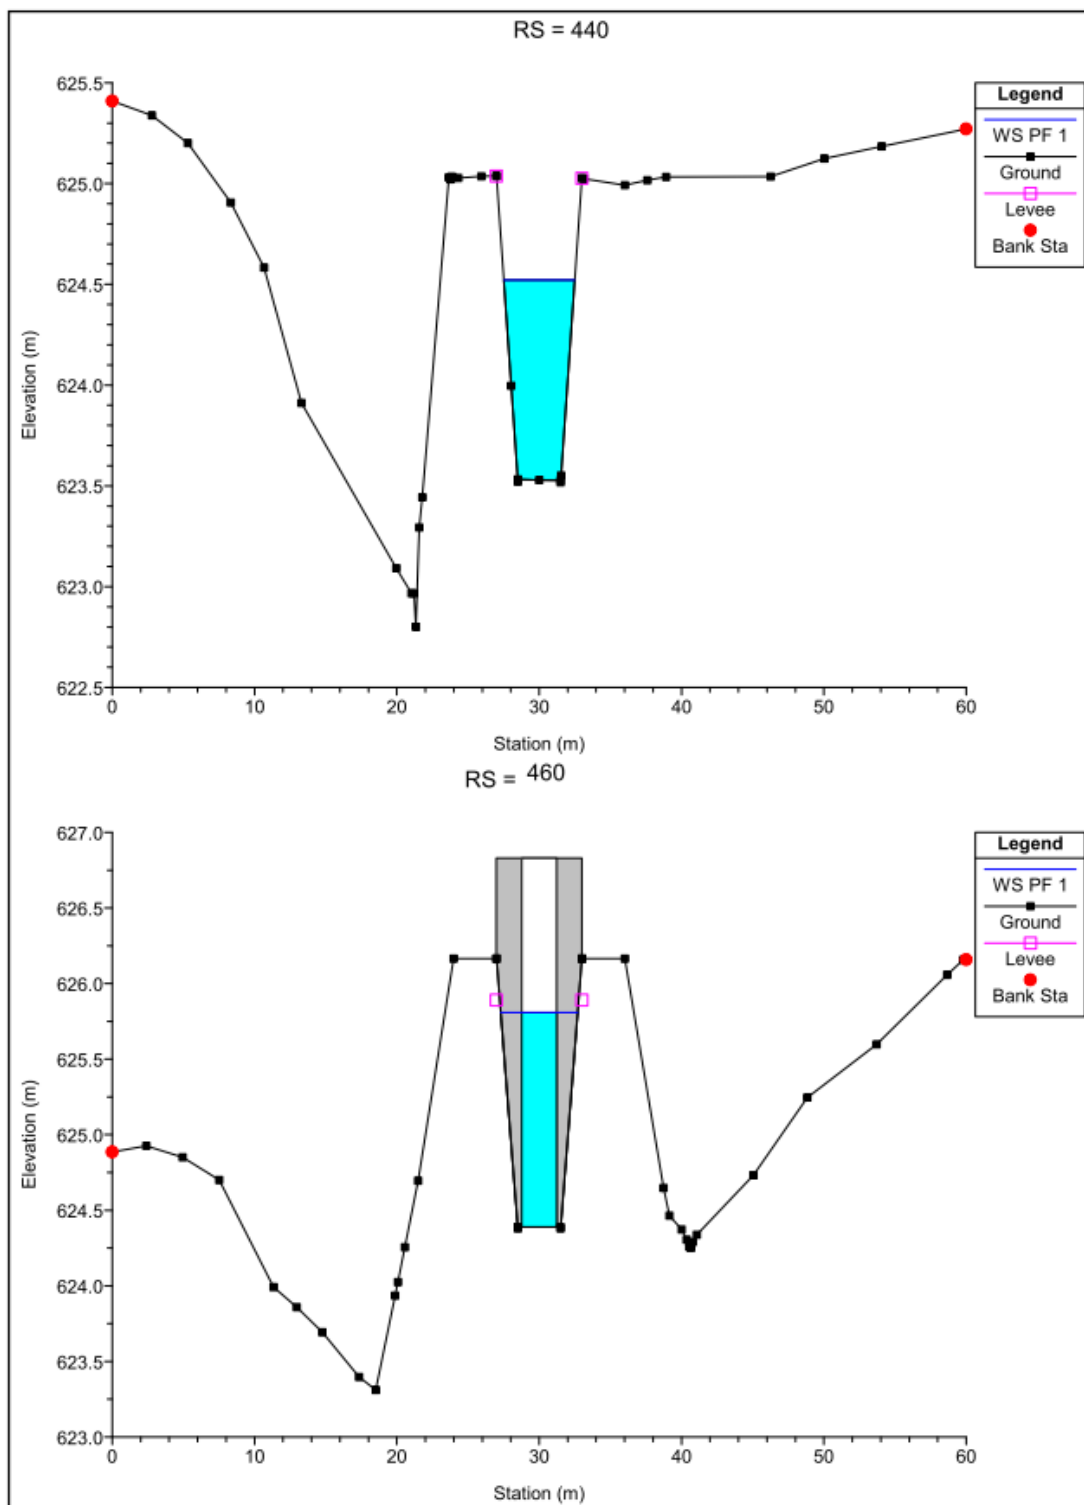 RS = 440
625.5
625.0
624.5
624.0
623.5
623.0
622.5
Elevation (m)
0 10 20 30 40 50 60
Station (m)
Legend
WS PF 1
Ground
Levee
Bank Sta
RS = 460
627.0
626.5
626.0
625.5
625.0
624.5
624.0
623.5
623.0
Elevation (m)
0 10 20 30 40 50 60
Station (m)
Legend
WS PF 1
Ground
Levee
Bank Sta